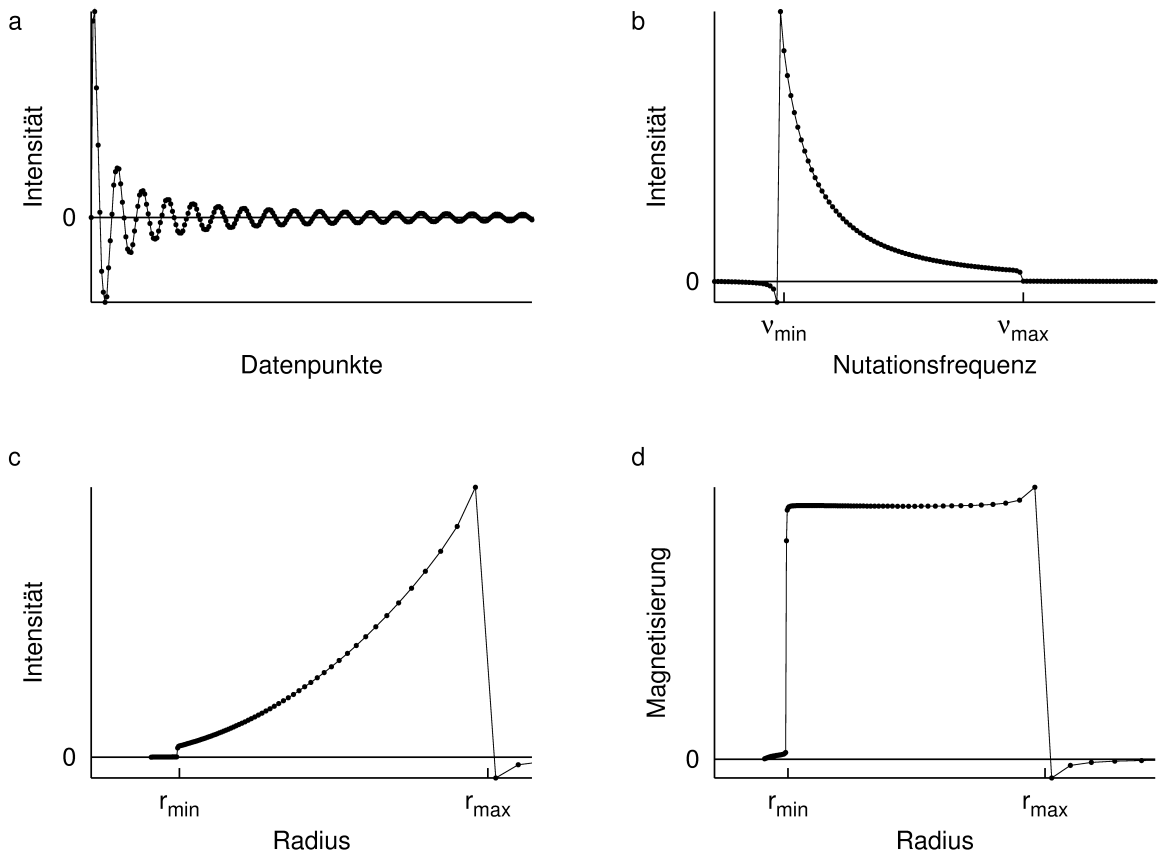 a
Intensität
0
Datenpunkte
b
Intensität
0
νmin
νmax
Nutationsfrequenz
c
Intensität
0
rmin
rmax
Radius
d
Magnetisierung
0
rmin
rmax
Radius